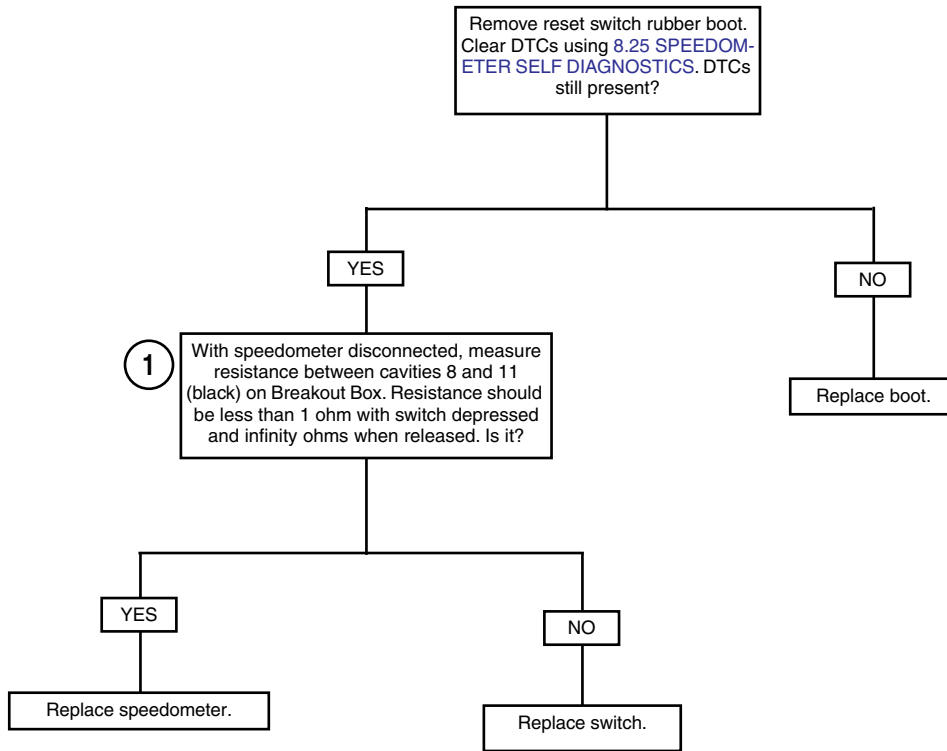 Remove reset switch rubber boot.
Clear DTCs using 8.25 SPEEDOM-
ETER SELF DIAGNOSTICS. DTCs
still present?
YES
NO
1
With speedometer disconnected, measure
resistance between cavities 8 and 11
(black) on Breakout Box. Resistance should
be less than 1 ohm with switch depressed
and infinity ohms when released. Is it?
Replace boot.
YES
NO
Replace speedometer.
Replace switch.